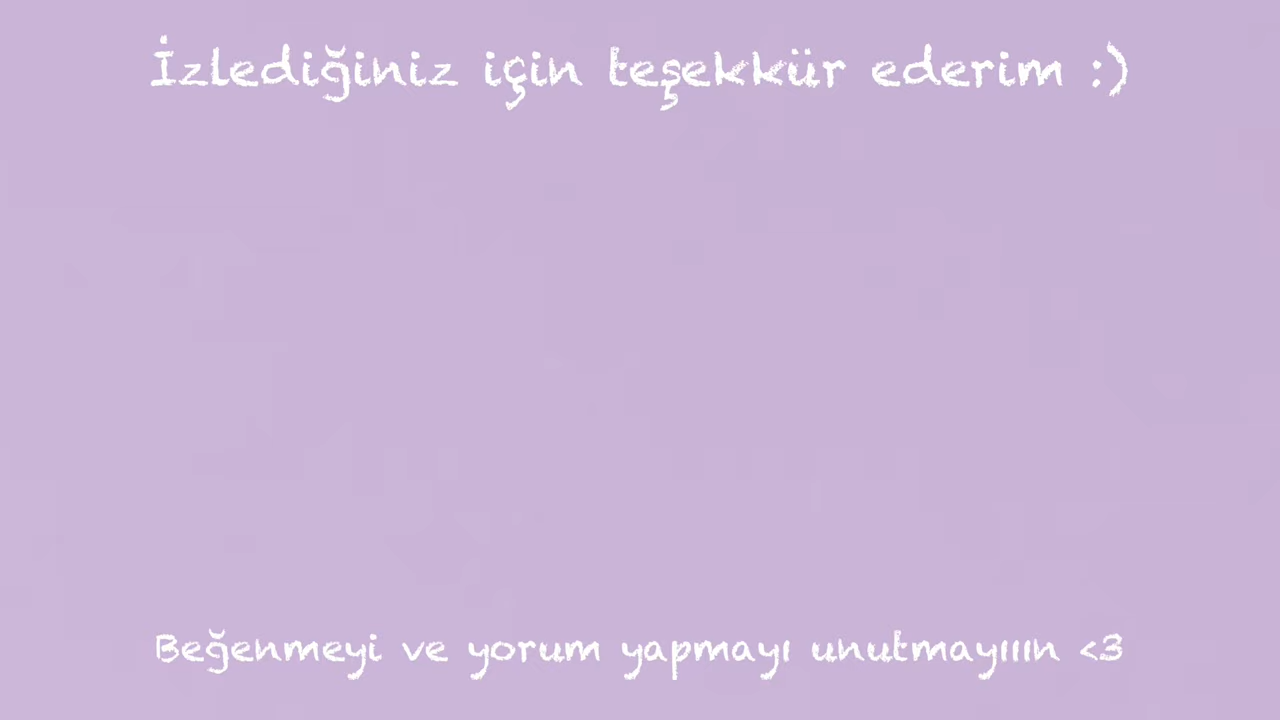 İzlediğiniz için teşekkür ederim :)
Beğenmeyi ve yorum yapmayı unutmayıııın <3